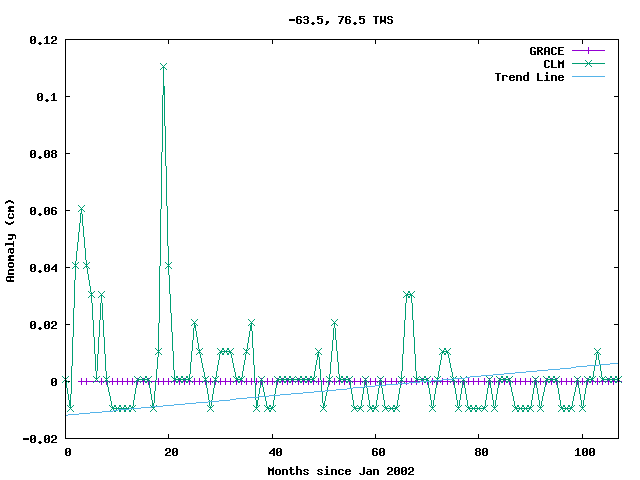 -63.5, 76.5 TWS
GRACE
CLM
Trend Line
0.12
0.1
0.08
0.06
0.04
0.02
0
-0.02
Anomaly (cm)
0 20 40 60 80 100
Months since Jan 2002